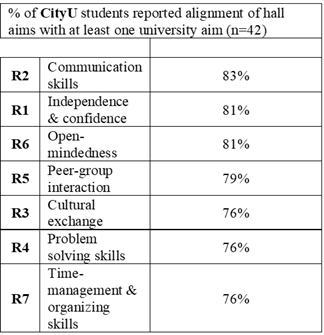 % of CityU students reported alignment of hall
aims with at least one university aim (n=42)
R2 Communication skills 83%
R1 Independence & confidence 81%
R6 Open-mindedness 81%
R5 Peer-group interaction 79%
R3 Cultural exchange 76%
R4 Problem solving skills 76%
R7 Time-management & organizing skills 76%